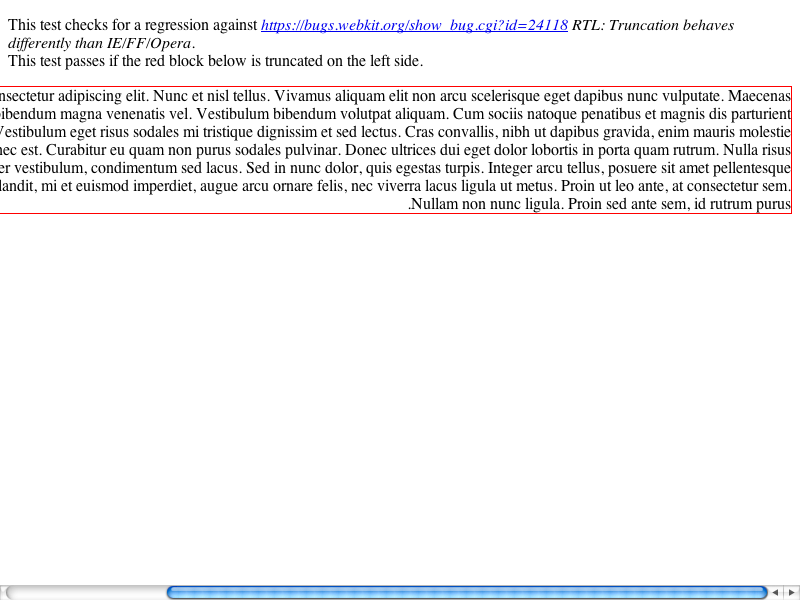 This test checks for a regression against https://bugs.webkit.org/show_bug.cgi?id=24118 RTL: Truncation behaves
differently than IE/FF/Opera.
This test passes if the red block below is truncated on the left side.
adipiscing elit. Nunc et nisl tellus. Vivamus aliquam elit non arcu scelerisque eget dapibus nunc vulputate. Maecenas
bibendum magna venenatis vel. Vestibulum bibendum volutpat aliquam. Cum sociis natoque penatibus et magnis dis parturient
Vestibulum eget risus sodales mi tristique dignissim et sed lectus. Cras convallis, nibh ut dapibus gravida, enim mauris molestie
est. Curabitur eu quam non purus sodales pulvinar. Donec ultrices dui eget dolor lobortis in porta quam rutrum. Nulla risus
vestibulum, condimentum sed lacus. Sed in nunc dolor, quis egestas turpis. Integer arcu tellus, posuere sit amet pellentesque
mi et euismod imperdiet, augue arcu ornare felis, nec viverra lacus ligula ut metus. Proin ut leo ante, at consectetur sem.
.Nullam non nunc ligula. Proin sed ante sem, id rutrum purus